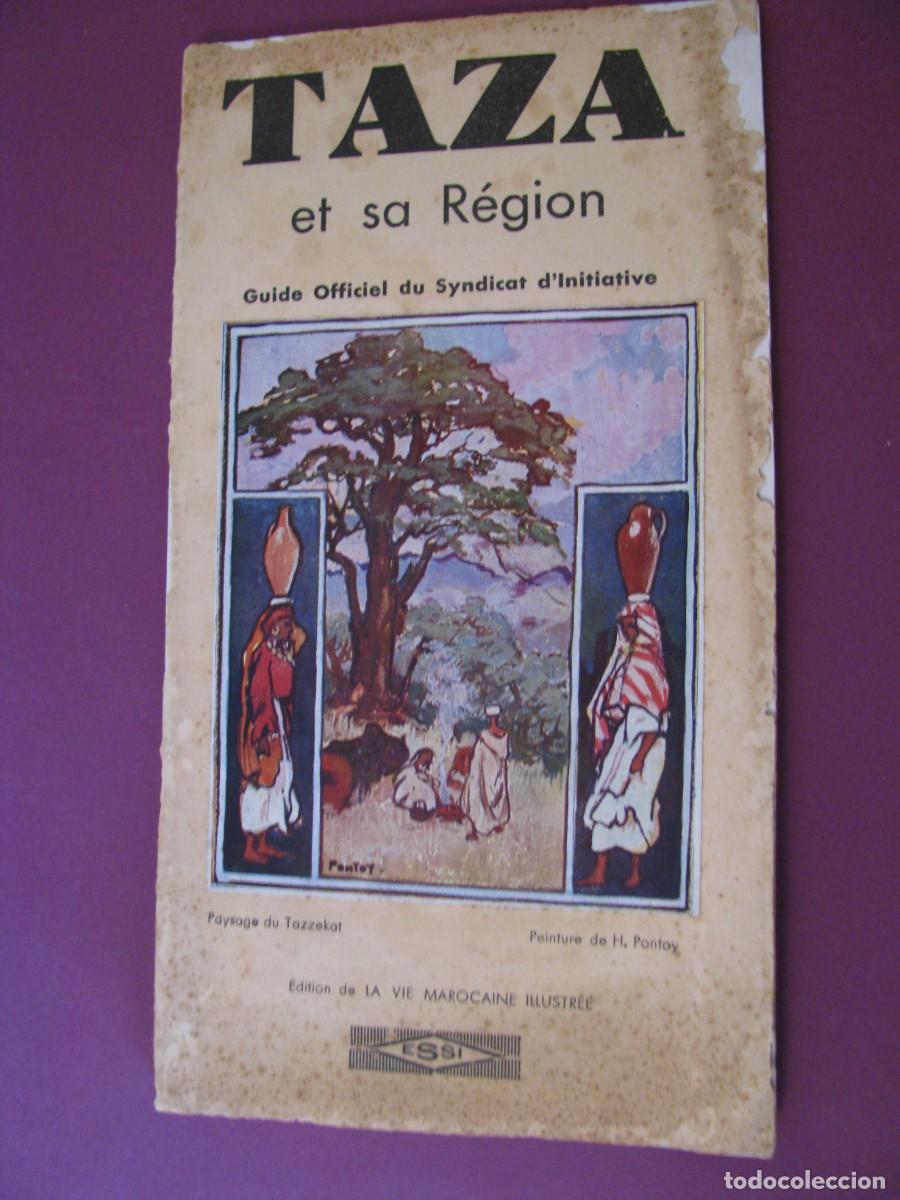 TAZA
et sa Région
Guide Officiel du Syndicat d'Initiative
PONTOY.
Paysage du Tazzekat
Peinture de H. Pontoy
Edition de LA VIE MAROCAINE ILLUSTRÉE
ESSI
todocoleccion